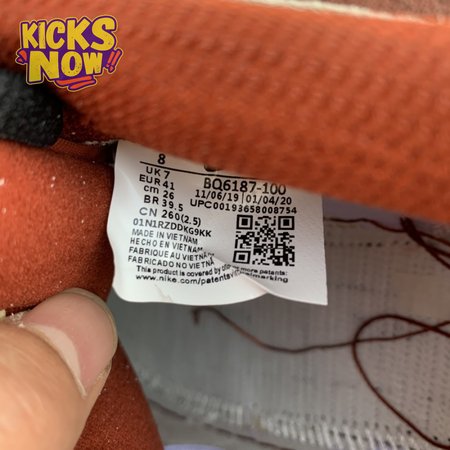 KICKS
NOW
8
UK 7
EUR 41
cm 26
BR 39.5
CN 260(2.5)
BQ6187-100
11/06/19 01/04/20
UPC00193658008754
01N1RZDDKG9KK
MADE IN VIETNAM
HECHO EN VIETNAM
FABRIQUE AU VIETNAM
FABRICADO NO VIETNA
This product is covered by
www.nike.com/patents